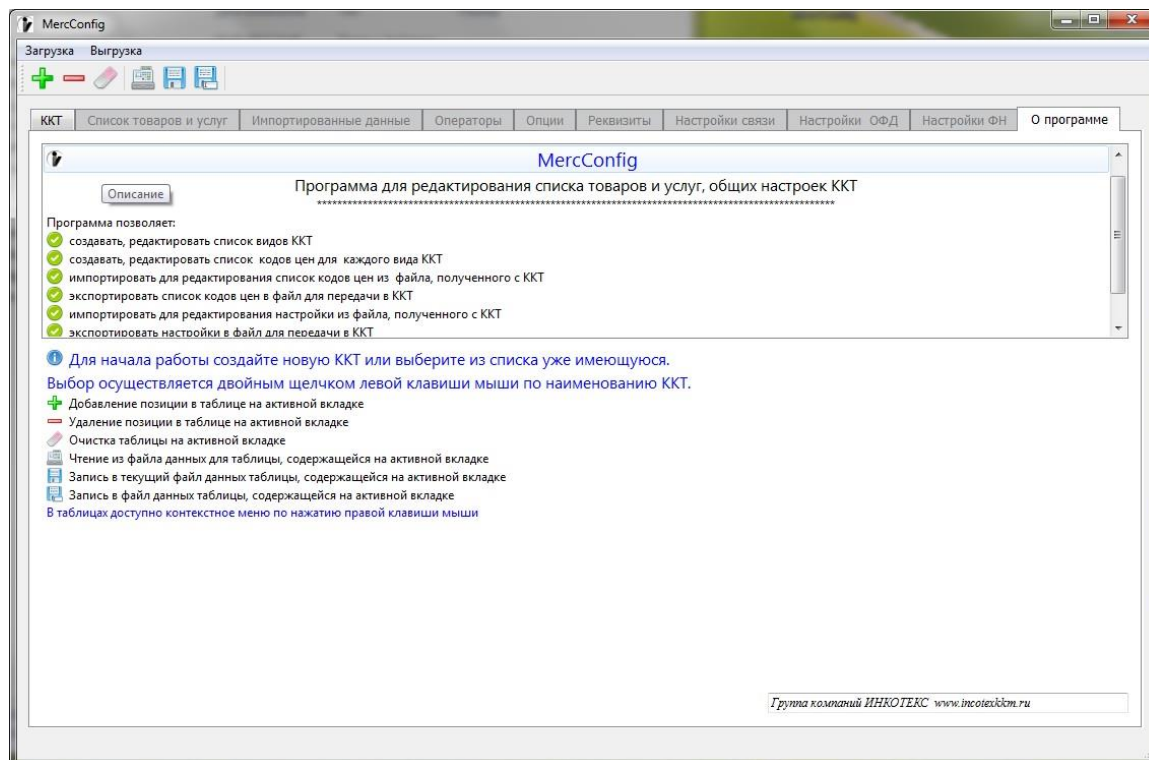 MercConfig
Загрузка Выгрузка
ККТ Список товаров и услуг Импортированные данные Операторы Опции Реквизиты Настройки связи Настройки ОФД Настройки ФН О программе
MercConfig
Программа для редактирования списка товаров и услуг, общих настроек ККТ
Описание
Программа позволяет:
создавать, редактировать список видов ККТ
создавать, редактировать список кодов цен для каждого вида ККТ
импортировать для редактирования список кодов цен из файла, полученного с ККТ
экспортировать список кодов цен в файл для передачи в ККТ
импортировать для редактирования настройки из файла, полученного с ККТ
экспортировать настройки в файл для передачи в ККТ
Для начала работы создайте новую ККТ или выберите из списка уже имеющуюся.
Выбор осуществляется двойным щелчком левой клавиши мыши по наименованию ККТ.
Добавление позиции в таблице на активной вкладке
Удаление позиции в таблице на активной вкладке
Очистка таблицы на активной вкладке
Чтение из файла данных для таблицы, содержащейся на активной вкладке
Запись в текущий файл данных таблицы, содержащейся на активной вкладке
Запись в файл данных таблицы, содержащейся на активной вкладке
В таблицах доступно контекстное меню по нажатию правой клавиши мыши
Группа компаний ИНКОТЕКС www.incotexkkm.ru